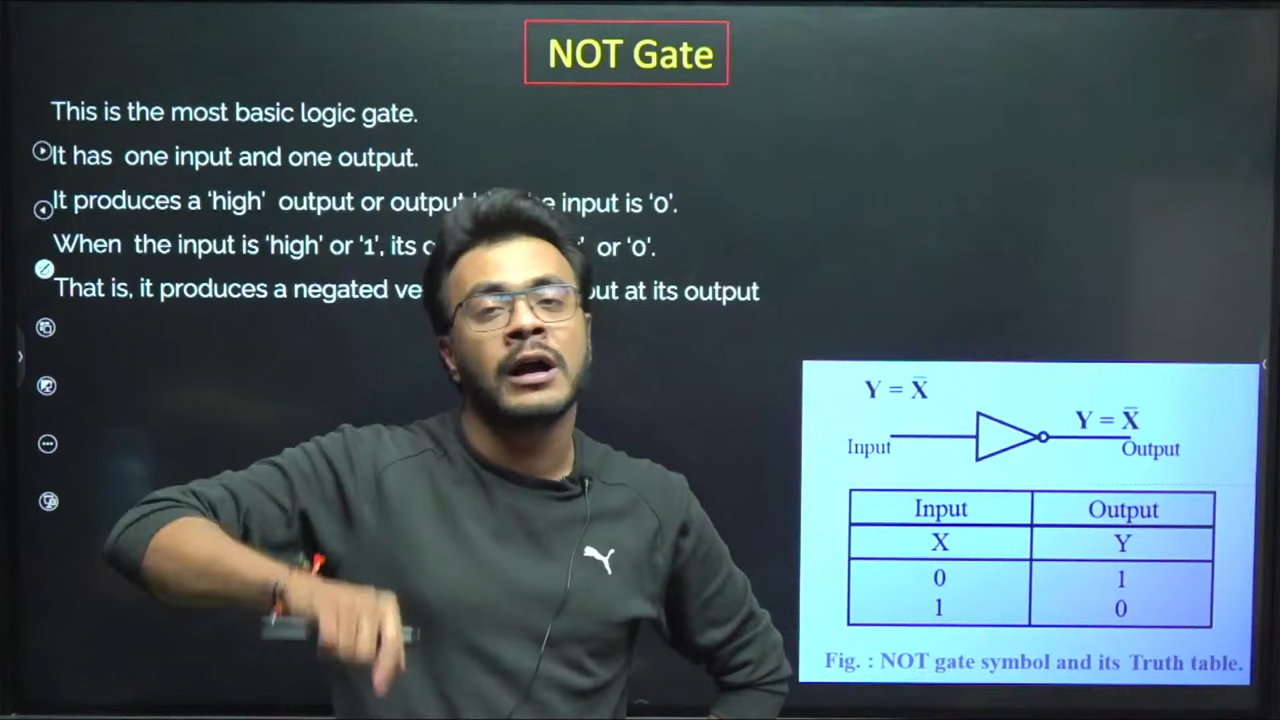 NOT Gate
This is the most basic logic gate.
It has one input and one output.
It produces a ‘high’ output or output input is ‘0’.
When the input is ‘high’ or ‘1’, its or ‘0’.
That is, it produces a negated at its output
Y = X̅
Y = X̅
Input
Output
Input Output
X Y
0 1
1 0
Fig. : NOT gate symbol and its Truth table.